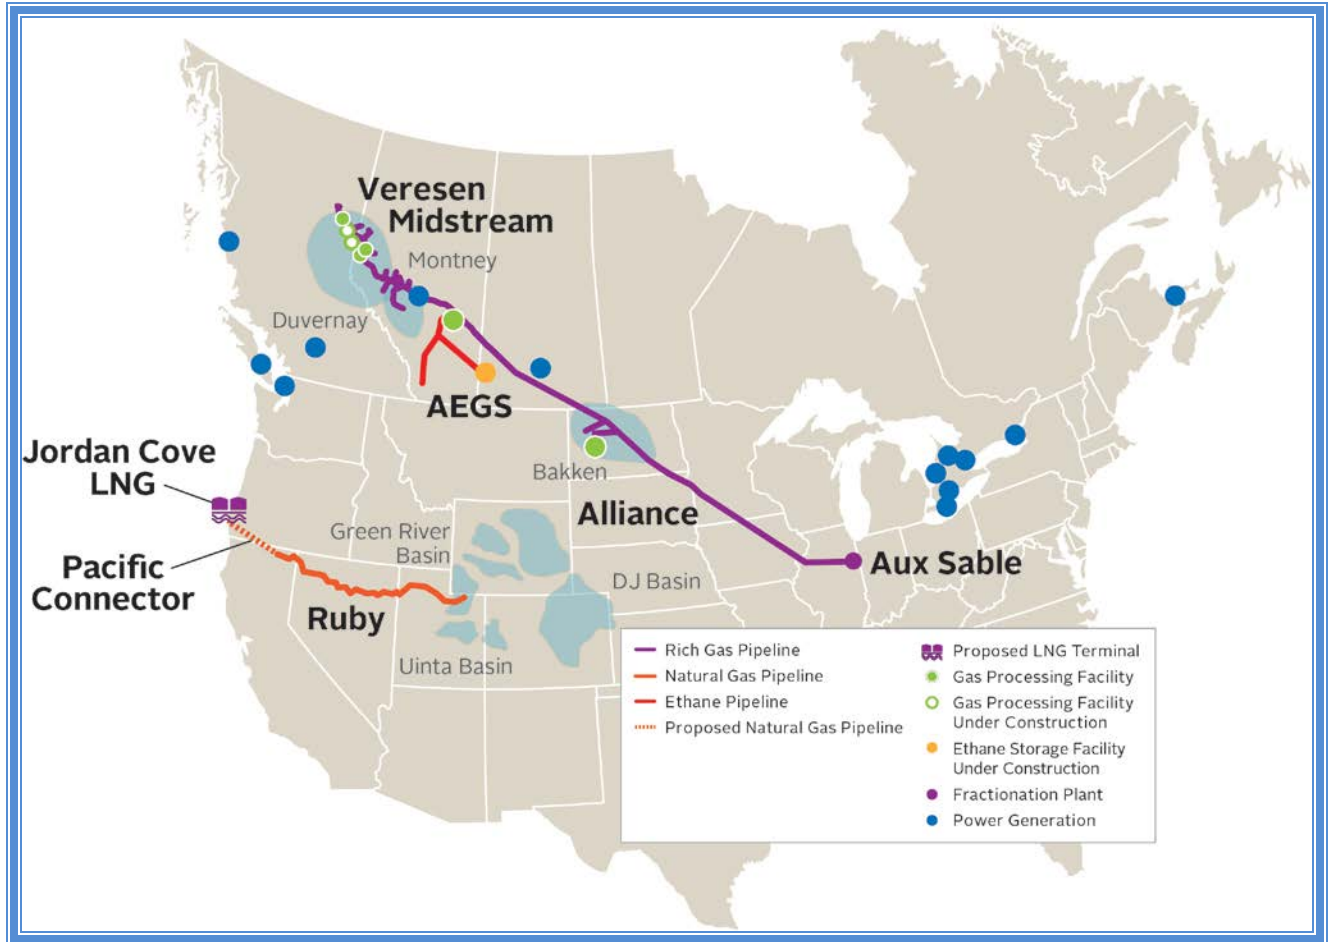 Veresen
Midstream
Montney
Duvernay
AEGS
Jordan Cove
LNG
Bakken
Alliance
Green River
Basin
Pacific
Connector
DJ Basin
Aux Sable
Ruby
Uinta Basin
Rich Gas Pipeline
Natural Gas Pipeline
Ethane Pipeline
Proposed Natural Gas Pipeline
Proposed LNG Terminal
Gas Processing Facility
Gas Processing Facility
Under Construction
Ethane Storage Facility
Under Construction
Fractionation Plant
Power Generation